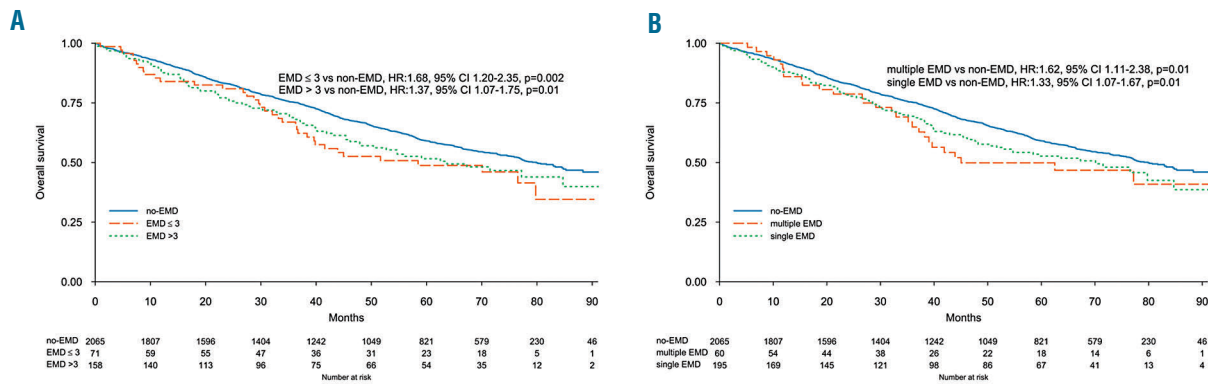 A
1.00
0.75
0.50
0.25
0.00
Overall survival
EMD ≤ 3 vs non-EMD, HR:1.68, 95% CI 1.20-2.35, p=0.002
EMD > 3 vs non-EMD, HR:1.37, 95% CI 1.07-1.75, p=0.01
no-EMD
EMD ≤ 3
EMD >3
0 10 20 30 40 50 60 70 80 90
Months
no-EMD 2065 1807 1596 1404 1242 1049 821 579 230 46
EMD ≤ 3 71 59 55 47 36 31 23 18 5 1
EMD >3 158 140 113 96 75 66 54 35 12 2
Number at risk
B
1.00
0.75
0.50
0.25
0.00
Overall survival
multiple EMD vs non-EMD, HR:1.62, 95% CI 1.11-2.38, p=0.01
single EMD vs non-EMD, HR:1.33, 95% CI 1.07-1.67, p=0.01
no-EMD
multiple EMD
single EMD
0 10 20 30 40 50 60 70 80 90
Months
no-EMD 2065 1807 1596 1404 1242 1049 821 579 230 46
multiple EMD 60 54 44 38 26 22 18 14 6 1
single EMD 195 169 145 121 98 86 67 41 13 4
Number at risk